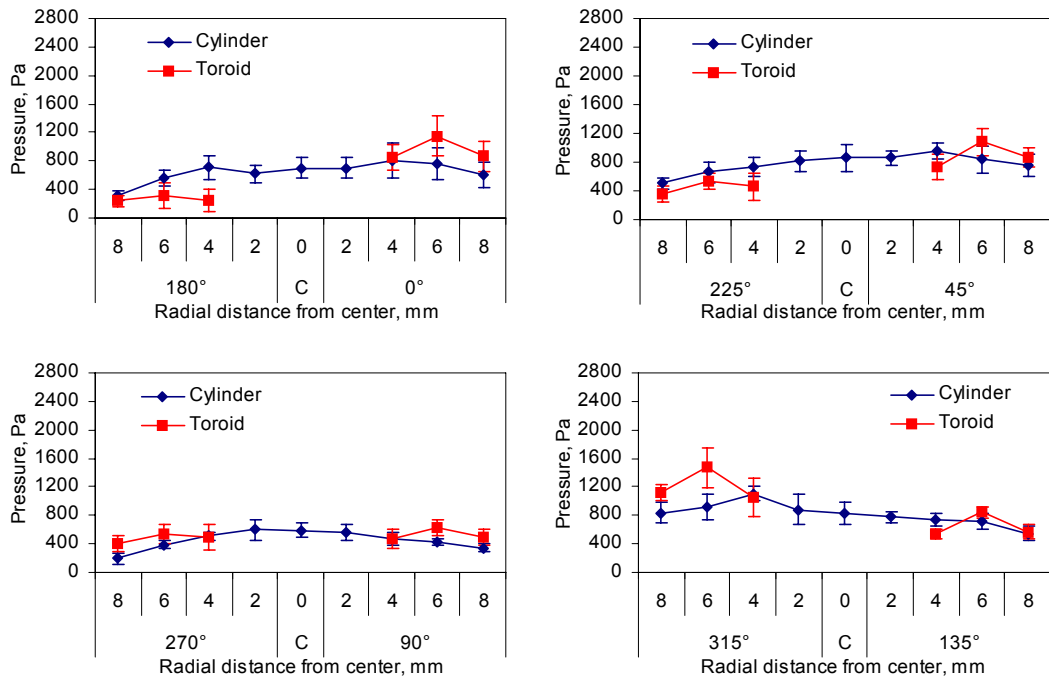 2800
2400
2000
1600
1200
800
400
0
Pressure, Pa
Cylinder
Toroid
8 6 4 2 0 2 4 6 8
180° C 0°
Radial distance from center, mm
2800
2400
2000
1600
1200
800
400
0
Pressure, Pa
Cylinder
Toroid
8 6 4 2 0 2 4 6 8
225° C 45°
Radial distance from center, mm
2800
2400
2000
1600
1200
800
400
0
Pressure, Pa
Cylinder
Toroid
8 6 4 2 0 2 4 6 8
270° C 90°
Radial distance from center, mm
2800
2400
2000
1600
1200
800
400
0
Pressure, Pa
Cylinder
Toroid
8 6 4 2 0 2 4 6 8
315° C 135°
Radial distance from center, mm